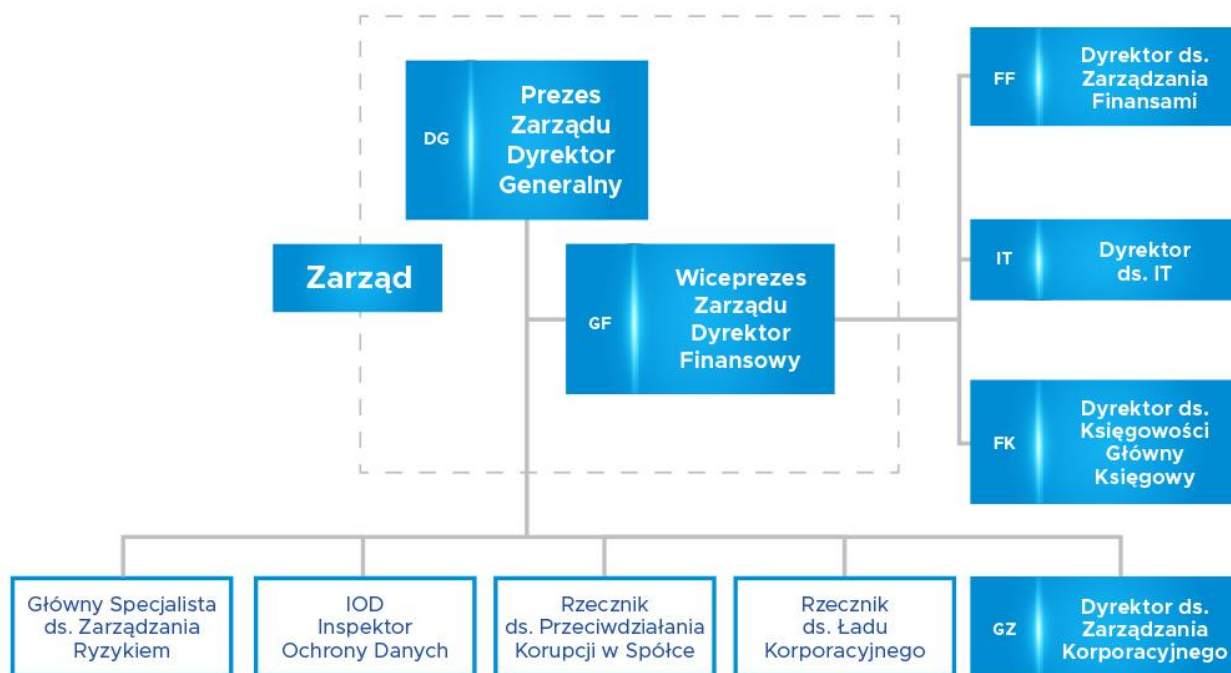 DG
Prezes
Zarządu
Dyrektor
Generalny
Zarząd
GF
Wiceprezes
Zarządu
Dyrektor
Finansowy
FF
Dyrektor ds.
Zarządzania
Finansami
IT
Dyrektor
ds. IT
FK
Dyrektor ds.
Księgowości
Główny
Księgowy
Główny Specjalista
ds. Zarządzania
Ryzykiem
IOD
Inspektor
Ochrony Danych
Rzecznik
ds. Przeciwdziałania
Korupcji w Spółce
Rzecznik
ds. Ładu
Korporacyjnego
GZ
Dyrektor ds.
Zarządzania
Korporacyjnego